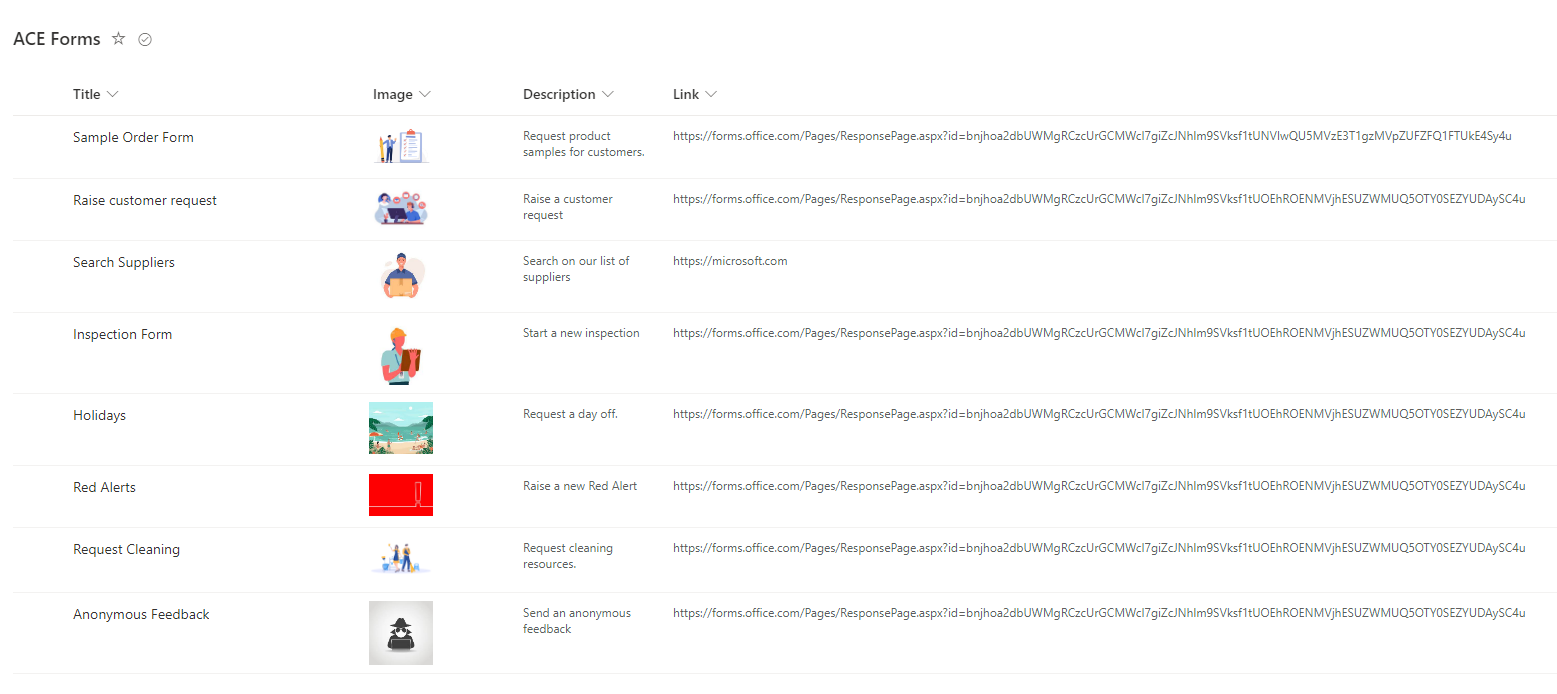 ACE Forms
Title Image Description Link
Sample Order Form
Request product
samples for customers.
https://forms.office.com/Pages/ResponsePage.aspx?id=bnjhoa2dbUWMgRCzcUrGCMWcl7giZcJNhlm9SVksf1tUNVIwQU5MVzE3T1gzMVpZUFZFQ1FTUkE4Sy4u
Raise customer request
Raise a customer
request
https://forms.office.com/Pages/ResponsePage.aspx?id=bnjhoa2dbUWMgRCzcUrGCMWcl7giZcJNhlm9SVksf1tUOEhROENMVjhESUZWMUQ5OTY0SEZYUDAySC4u
Search Suppliers
Search on our list of
suppliers
https://microsoft.com
Inspection Form
Start a new inspection
https://forms.office.com/Pages/ResponsePage.aspx?id=bnjhoa2dbUWMgRCzcUrGCMWcl7giZcJNhlm9SVksf1tUOEhROENMVjhESUZWMUQ5OTY0SEZYUDAySC4u
Holidays
Request a day off.
https://forms.office.com/Pages/ResponsePage.aspx?id=bnjhoa2dbUWMgRCzcUrGCMWcl7giZcJNhlm9SVksf1tUOEhROENMVjhESUZWMUQ5OTY0SEZYUDAySC4u
Red Alerts
Raise a new Red Alert
https://forms.office.com/Pages/ResponsePage.aspx?id=bnjhoa2dbUWMgRCzcUrGCMWcl7giZcJNhlm9SVksf1tUOEhROENMVjhESUZWMUQ5OTY0SEZYUDAySC4u
Request Cleaning
Request cleaning
resources.
https://forms.office.com/Pages/ResponsePage.aspx?id=bnjhoa2dbUWMgRCzcUrGCMWcl7giZcJNhlm9SVksf1tUOEhROENMVjhESUZWMUQ5OTY0SEZYUDAySC4u
Anonymous Feedback
Send an anonymous
feedback
https://forms.office.com/Pages/ResponsePage.aspx?id=bnjhoa2dbUWMgRCzcUrGCMWcl7giZcJNhlm9SVksf1tUOEhROENMVjhESUZWMUQ5OTY0SEZYUDAySC4u